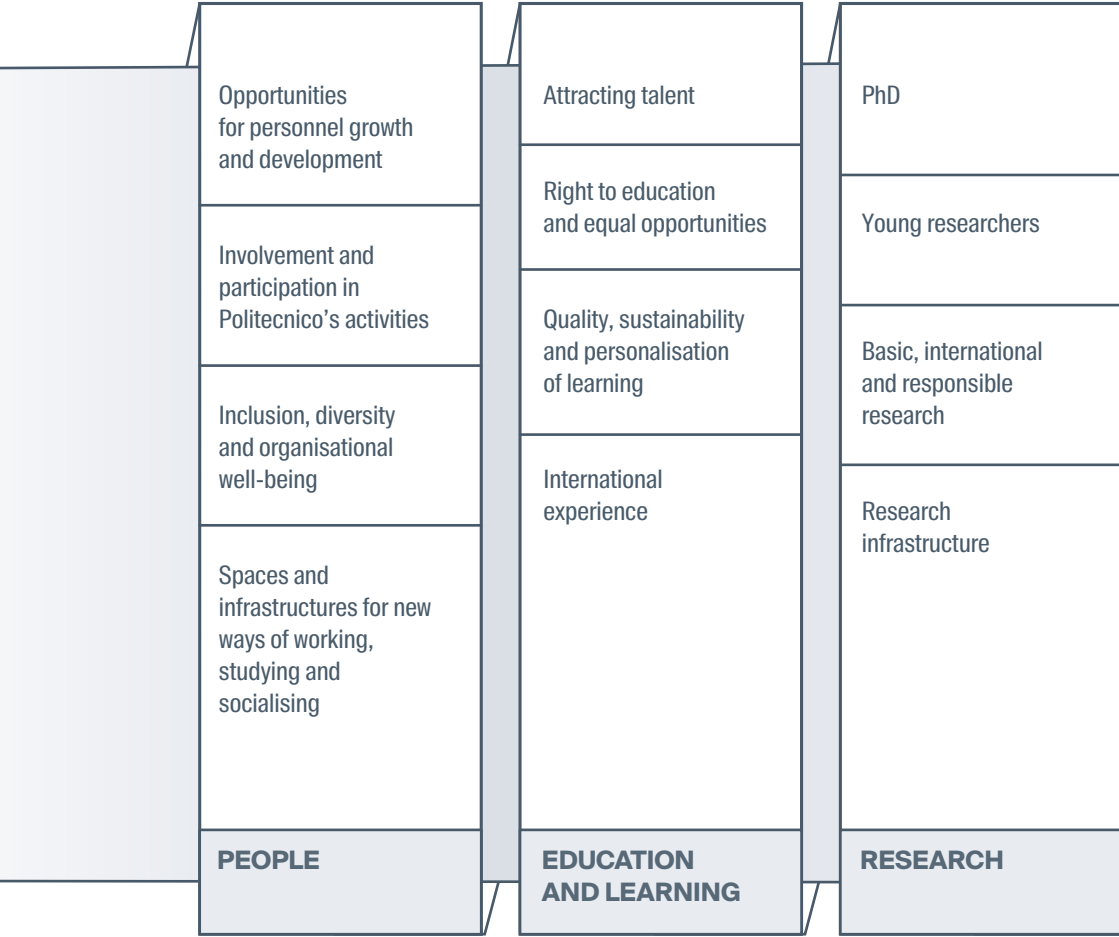 Opportunities
for personnel growth
and development
Involvement and
participation in
Politecnico’s activities
Inclusion, diversity
and organisational
well-being
Spaces and
infrastructures for new
ways of working,
studying and
socialising
PEOPLE
Attracting talent
Right to education
and equal opportunities
Quality, sustainability
and personalisation
of learning
International
experience
EDUCATION
AND LEARNING
PhD
Young researchers
Basic, international
and responsible
research
Research
infrastructure
RESEARCH